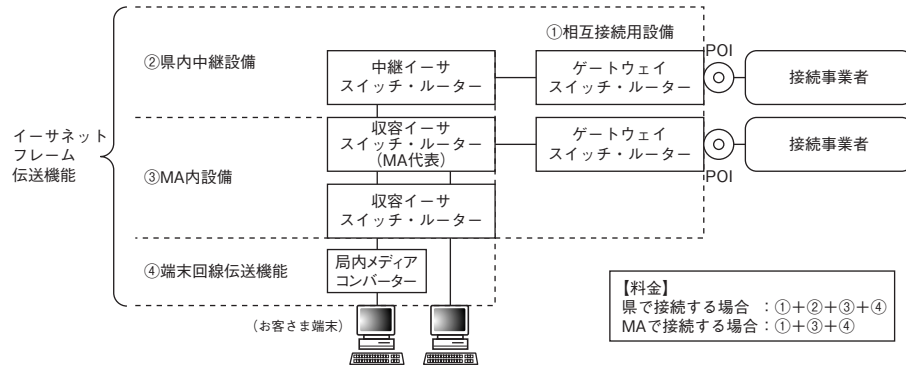 ①相互接続用設備
②県内中継設備
中継イーサ
スイッチ・ルーター
ゲートウェイ
スイッチ・ルーター
POI
接続事業者
イーサネット
フレーム
伝送機能
③MA内設備
収容イーサ
スイッチ・ルーター
(MA代表)
ゲートウェイ
スイッチ・ルーター
POI
接続事業者
収容イーサ
スイッチ・ルーター
④端末回線伝送機能
局内メディア
コンバーター
(お客さま端末)
【料金】
県で接続する場合 :①+②+③+④
MAで接続する場合:①+③+④